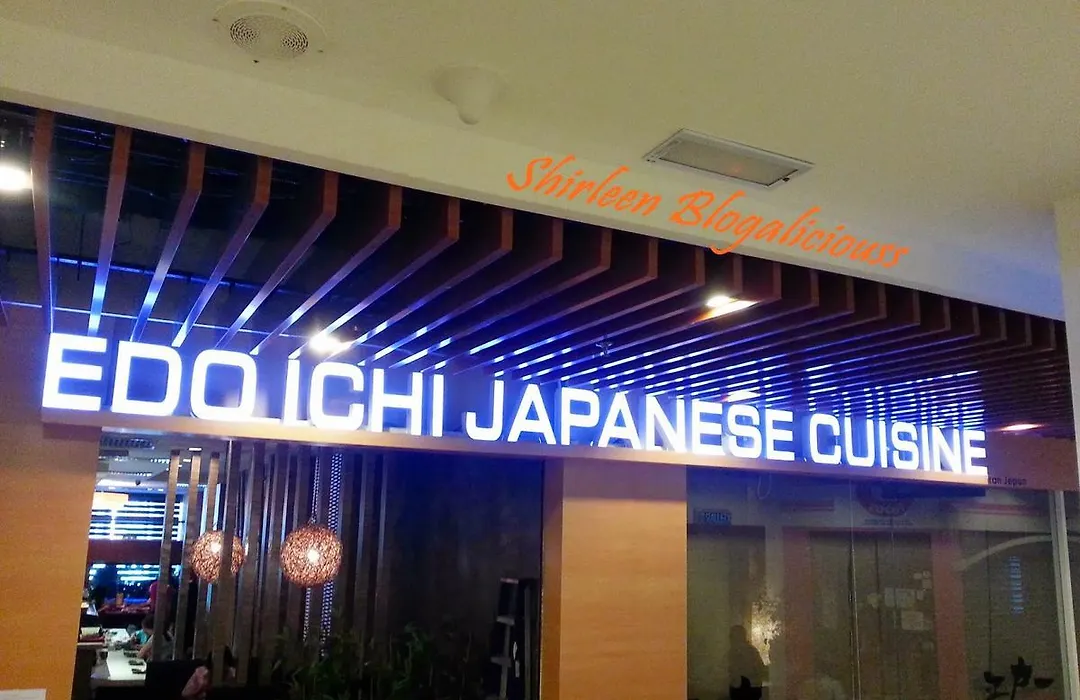 Shirleen Blogaliciouss
EDO ICHI JAPANESE CUISINE